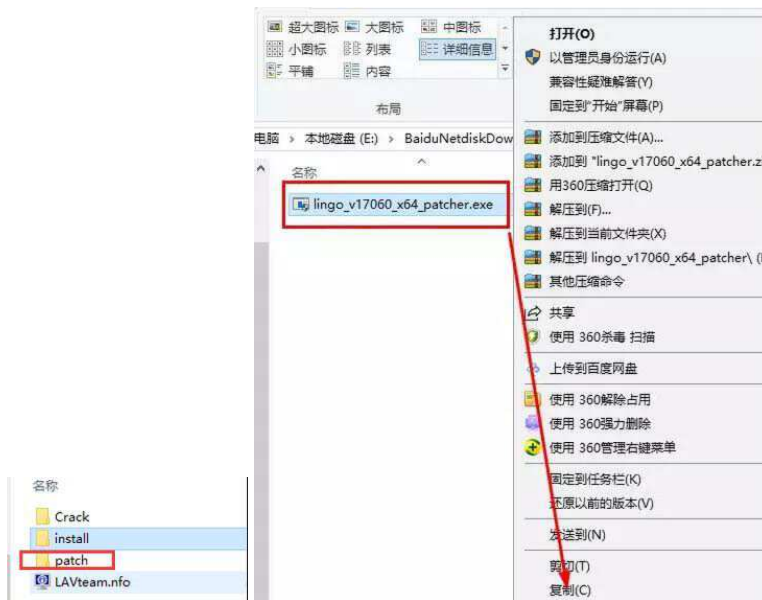 超大图标 大图标 中图标
小图标 列表 详细信息
平铺 内容
布局
电脑 › 本地磁盘 (E:) › BaiduNetdiskDow
名称
lingo_v17060_x64_patcher.exe
打开(O)
以管理员身份运行(A)
兼容性疑难解答(Y)
固定到"开始"屏幕(P)
添加到压缩文件(A)...
添加到 "lingo_v17060_x64_patcher.z
用360压缩打开(Q)
解压到(F)...
解压到当前文件夹(X)
解压到 lingo_v17060_x64_patcher\ (
其他压缩命令
共享
使用 360杀毒 扫描
上传到百度网盘
使用 360解除占用
使用 360强力删除
使用 360管理右键菜单
固定到任务栏(K)
还原以前的版本(V)
发送到(N)
剪切(T)
复制(C)
名称
Crack
install
patch
LAVteam.nfo